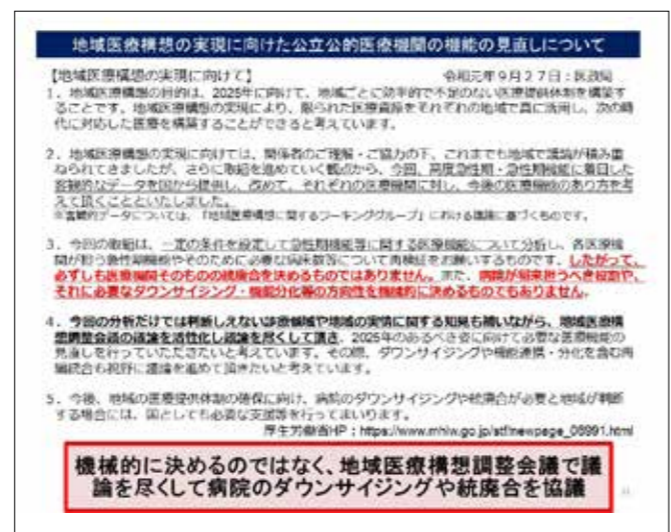 地域医療構想の実現に向けた公立公的医療機関の機能の見直しについて
【地域医療構想の実現に向けて】 令和元年9月27日:医政局
1.地域医療構想の目的は、2025年に向けて、地域ごとに効率的で不足のない医療提供体制を構築す
ることです。地域医療構想の実現により、限られた医療資源をそれぞれの地域で真に活用し、次の時
代に対応した医療を構築することができると考えています。
2.地域医療構想の実現に向けては、関係者のご理解・ご協力の下、これまでも地域で議論が積み重
ねられてきましたが、さらに取組を進めていく観点から、今回、高度急性期・急性期機能に着目した
客観的なデータを国から提供し、改めて、それぞれの医療機関に対し、今後の医療機能のあり方を考
えて頂くことといたしました。
※客観的データについては、「地域医療構想に関するワーキンググループ」における議論に基づくものです。
3.今回の取組は、一定の条件を設定して急性期機能等に関する医療機能について分析し、各医療機
関が担う急性期機能やそのために必要な病床数等について再検証をお願いするものです。したがって、
必ずしも医療機関そのものの統廃合を決めるものではありません。また、病院が将来担うべき役割や、
それに必要なダウンサイジング・機能分化等の方向性を機械的に決めるものでもありません。
4.今回の分析だけでは判断しえない診療領域や地域の実情に関する知見も補いながら、地域医療構
想調整会議の議論を活性化し議論を尽くして頂き、2025年のあるべき姿に向けて必要な医療機能の
見直しを行っていただきたいと考えています。その際、ダウンサイジングや機能連携・分化を含む再
編統合も視野に議論を進めて頂きたいと考えています。
5.今後、地域の医療提供体制の確保に向け、病院のダウンサイジングや統廃合が必要と地域が判断
する場合には、国としても必要な支援等を行ってまいります。
厚生労働省HP:https://www.mhlw.go.jp/stf/newpage_06991.html
機械的に決めるのではなく、地域医療構想調整会議で議
論を尽くして病院のダウンサイジングや統廃合を協議